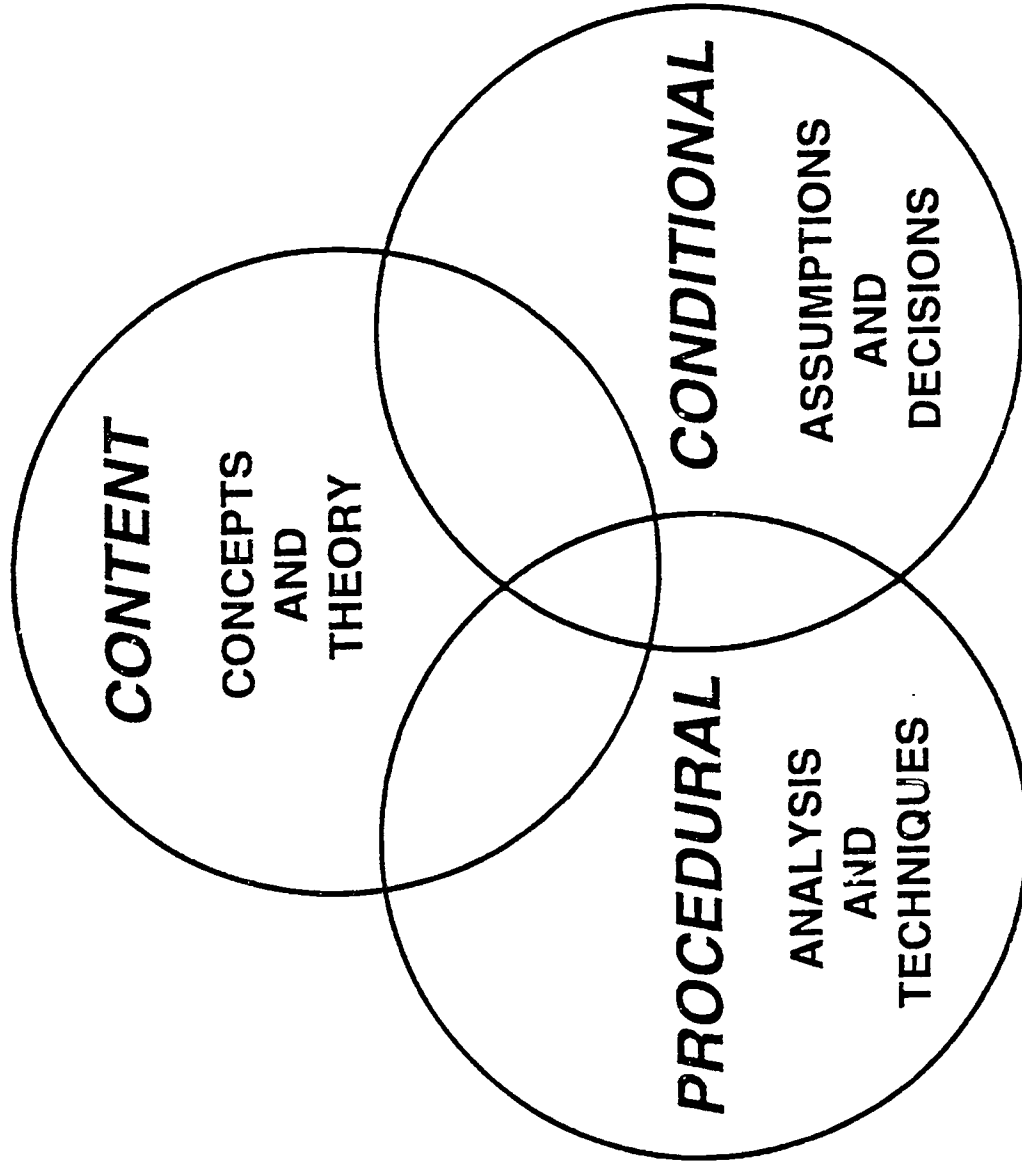 CONTENT
CONCEPTS
AND
THEORY
PROCEDURAL
ANALYSIS
AND
TECHNIQUES
CONDITIONAL
ASSUMPTIONS
AND
DECISIONS